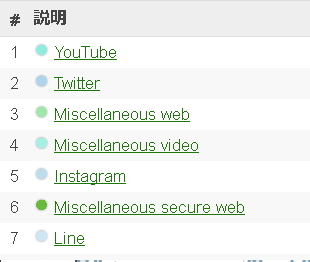 # 説明
1 YouTube
2 Twitter
3 Miscellaneous web
4 Miscellaneous video
5 Instagram
6 Miscellaneous secure web
7 Line